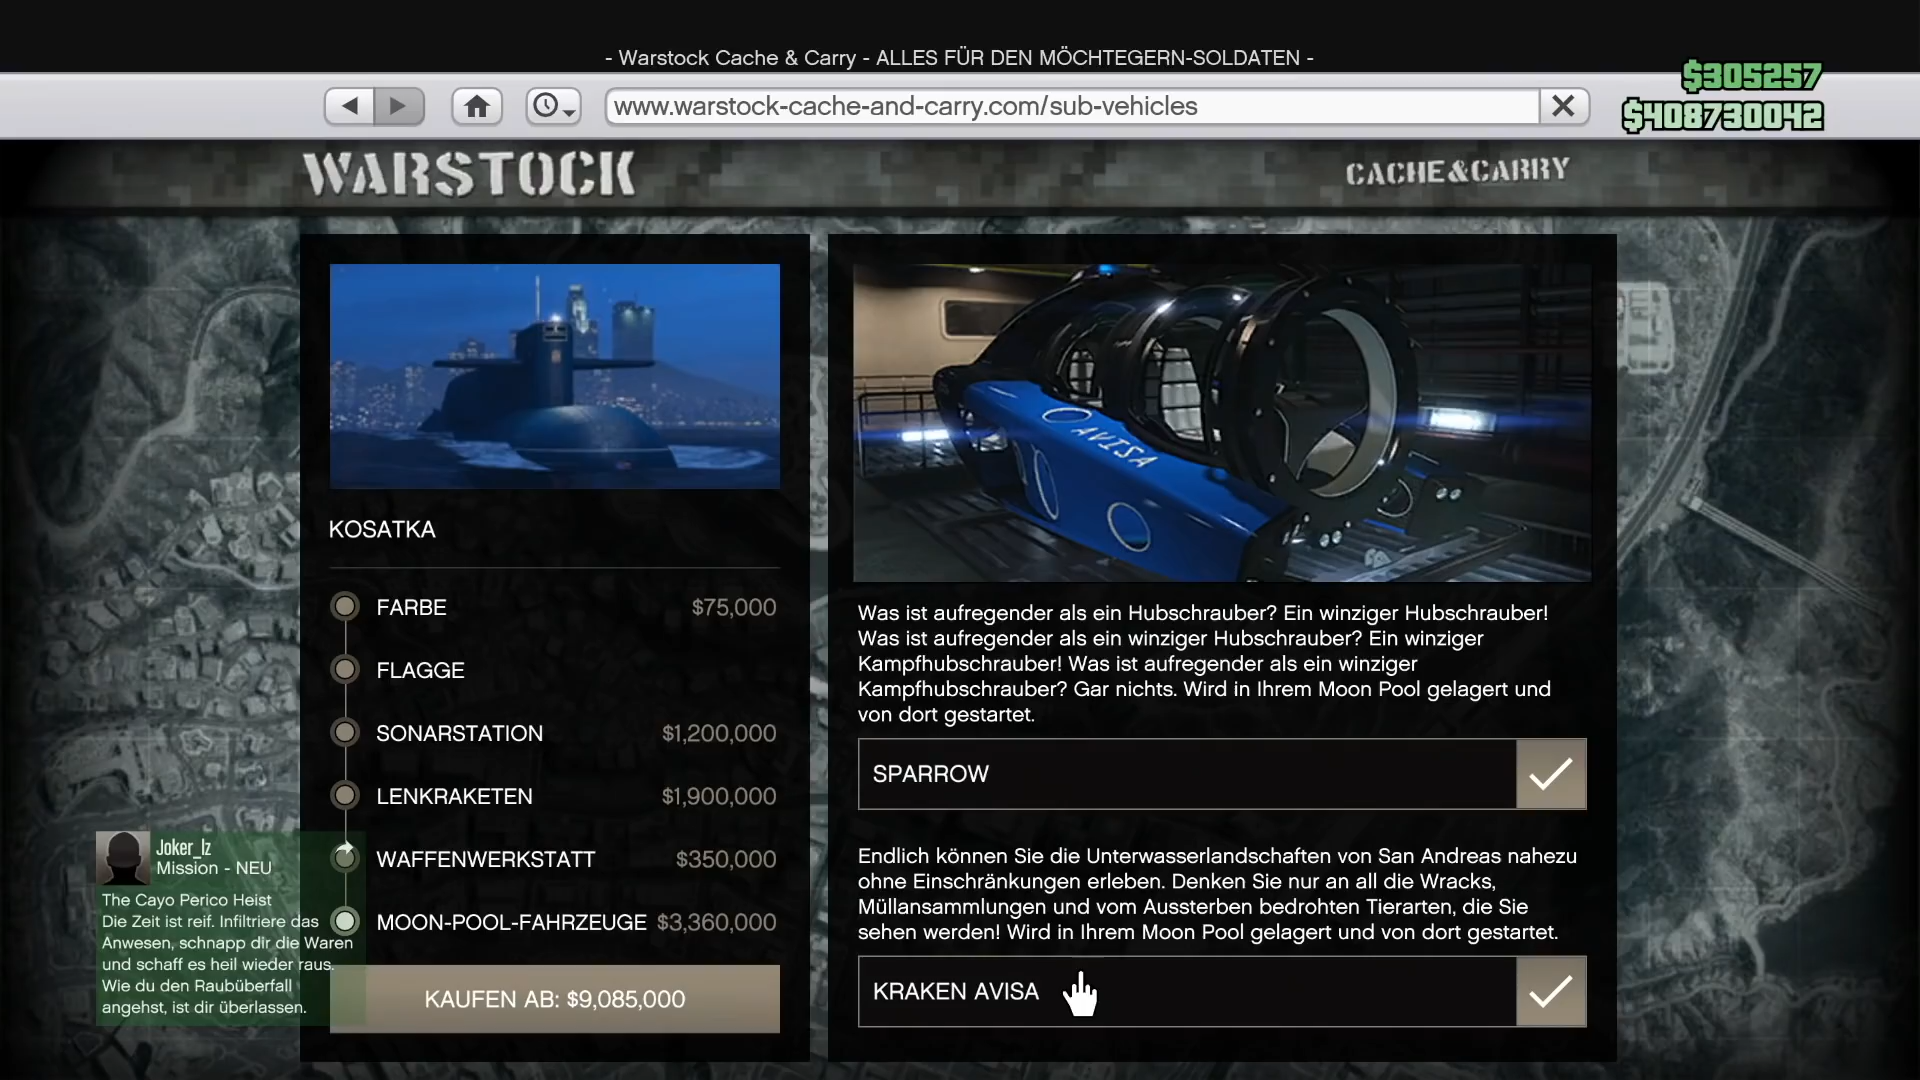 - Warstock Cache & Carry - ALLES FÜR DEN MÖCHTEGERN-SOLDATEN -
$305257
www.warstock-cache-and-carry.com/sub-vehicles
$408730042
WARSTOCK
CACHE&CARRY
AVISA
KOSATKA
FARBE $75,000
FLAGGE
SONARSTATION $1,200,000
LENKRAKETEN $1,900,000
WAFFENWERKSTATT $350,000
MOON-POOL-FAHRZEUGE $3,360,000
KAUFEN AB: $9,085,000
Was ist aufregender als ein Hubschrauber? Ein winziger Hubschrauber!
Was ist aufregender als ein winziger Hubschrauber? Ein winziger
Kampfhubschrauber! Was ist aufregender als ein winziger
Kampfhubschrauber? Gar nichts. Wird in Ihrem Moon Pool gelagert und
von dort gestartet.
SPARROW
Endlich können Sie die Unterwasserlandschaften von San Andreas nahezu
ohne Einschränkungen erleben. Denken Sie nur an all die Wracks,
Müllansammlungen und vom Aussterben bedrohten Tierarten, die Sie
sehen werden! Wird in Ihrem Moon Pool gelagert und von dort gestartet.
KRAKEN AVISA
Joker_lz
Mission - NEU
The Cayo Perico Heist
Die Zeit ist reif. Infiltriere das
Anwesen, schnapp dir die Waren
und schaff es heil wieder raus.
Wie du den Raubüberfall
angehst, ist dir überlassen.